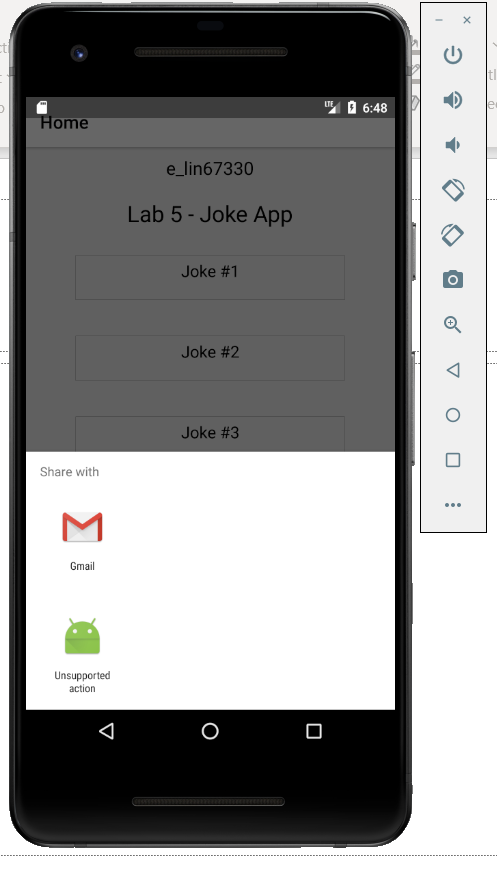 LTE 6:48
Home
e_lin67330
Lab 5 - Joke App
Joke #1
Joke #2
Joke #3
Share with
Gmail
Unsupported
action